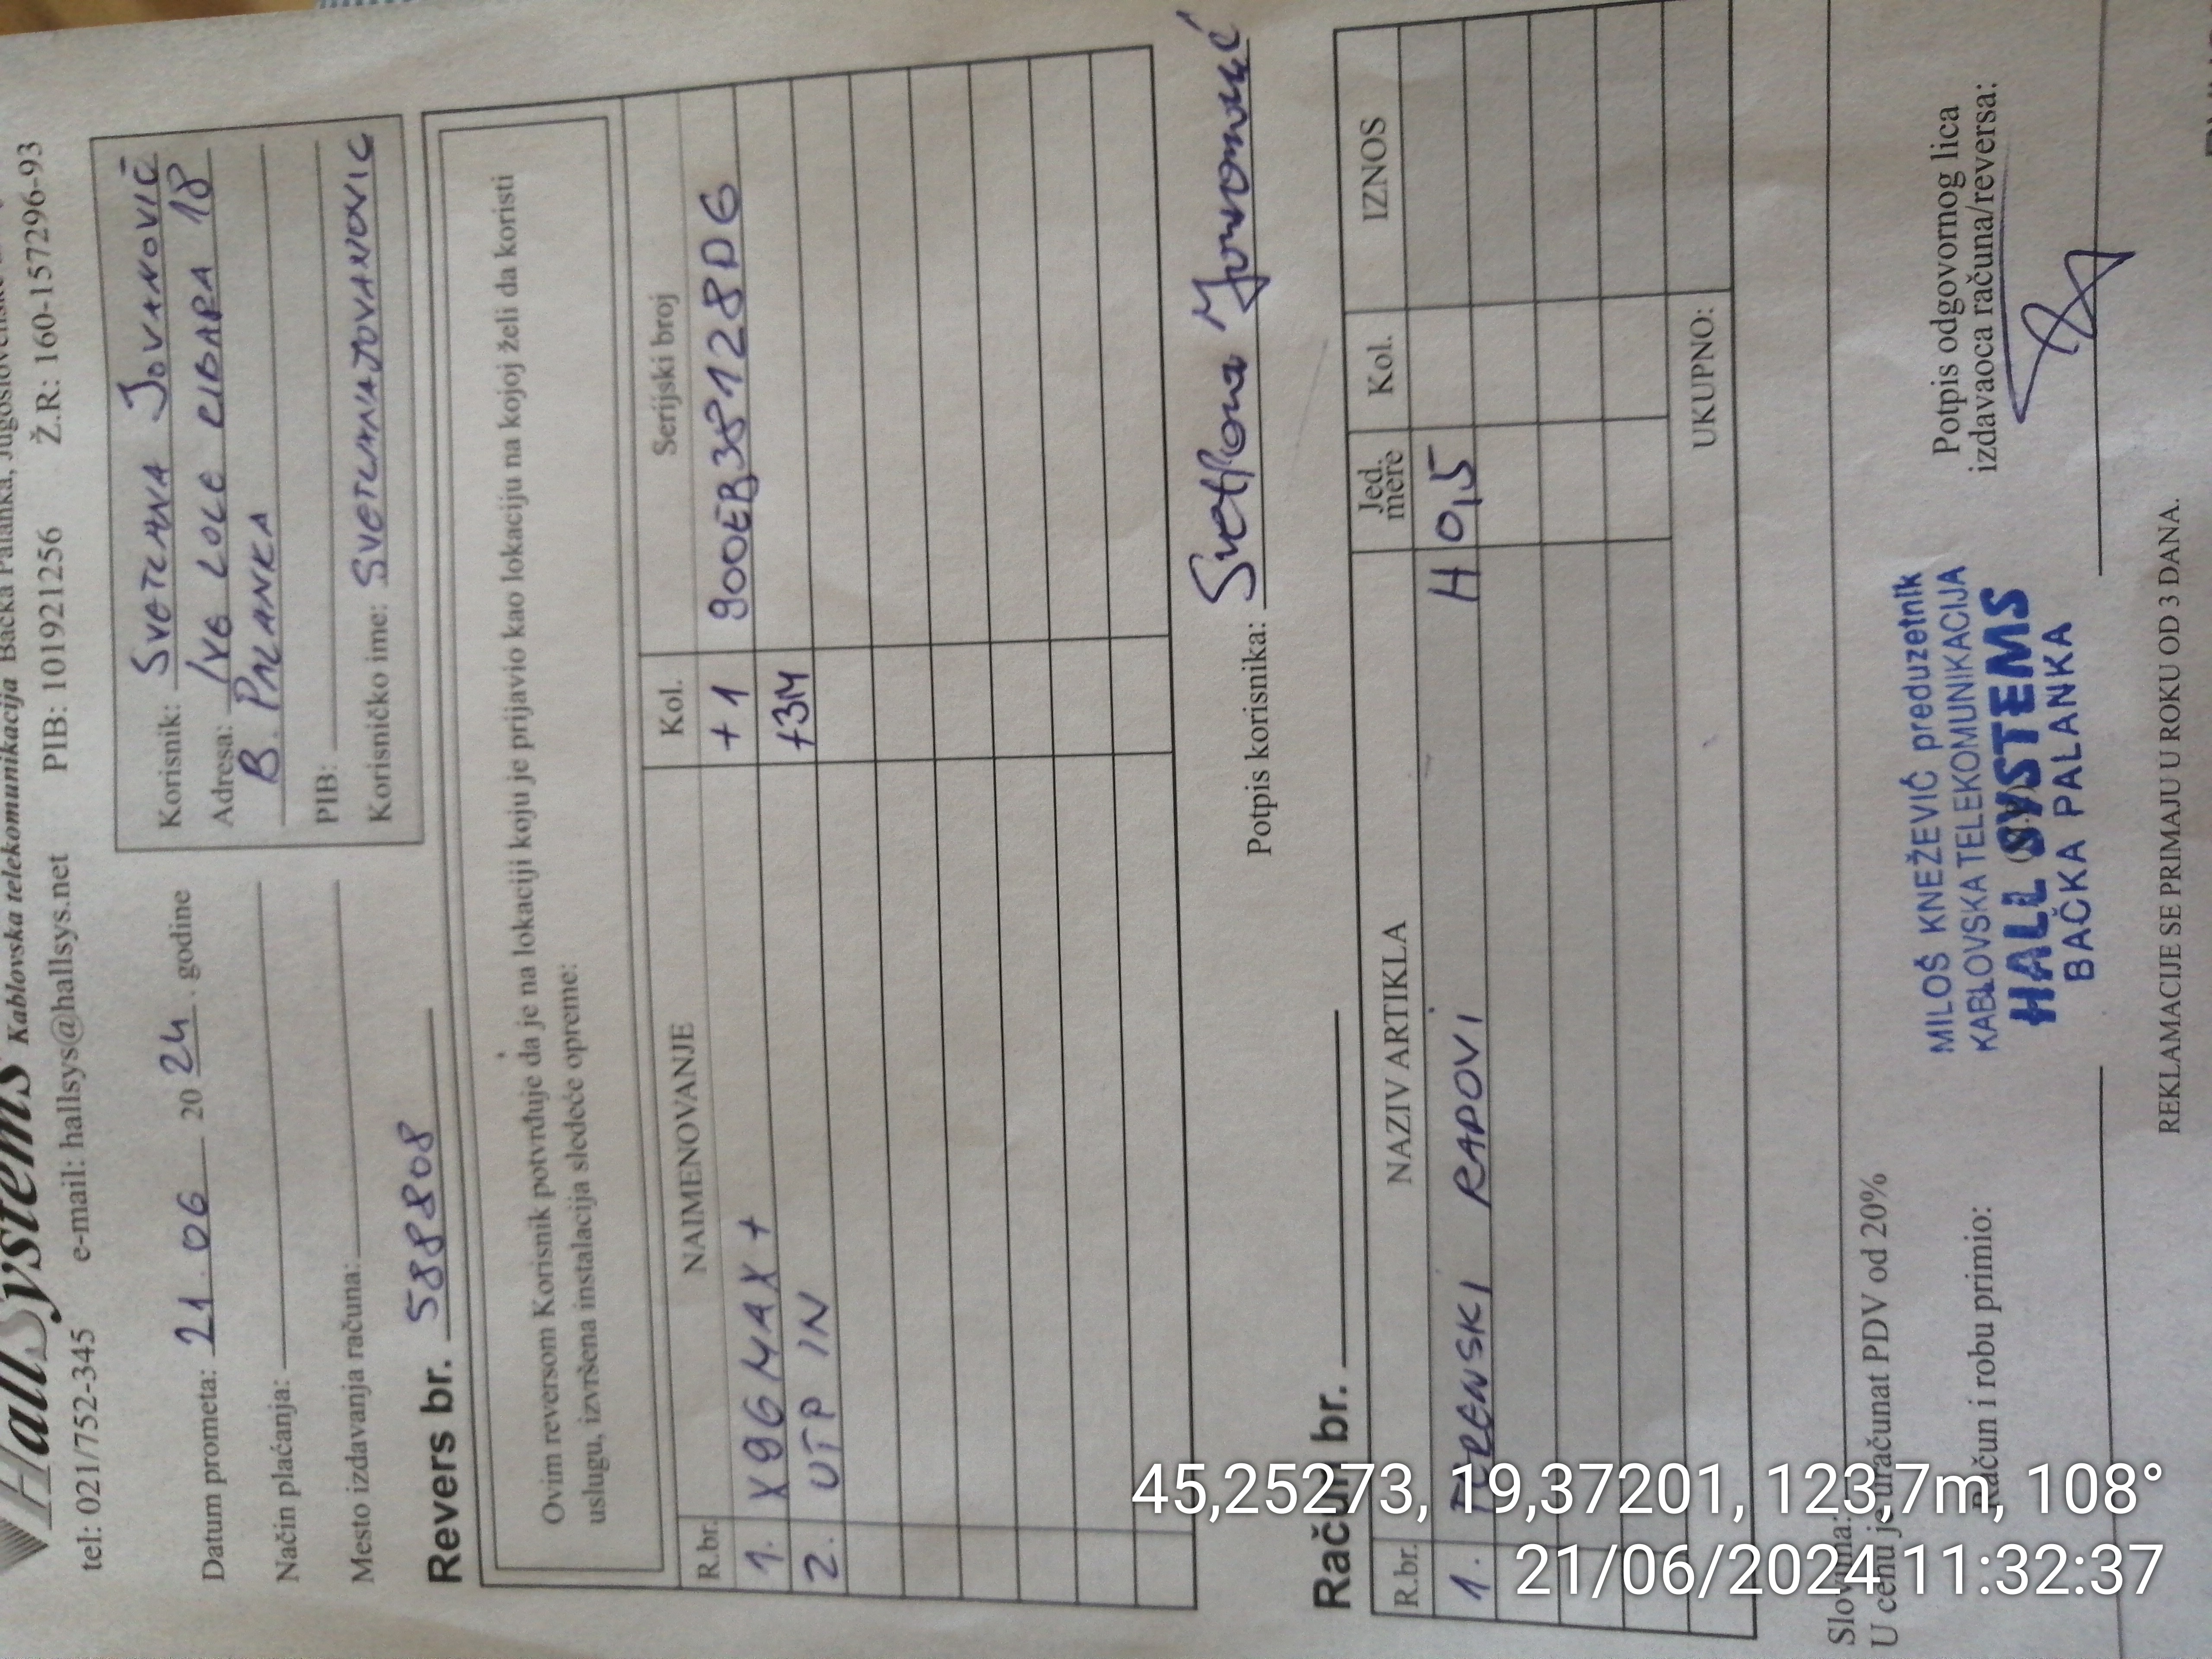 HallSystems Kablovska telekomunikacija Bačka Palanka,
tel: 021/752-345 e-mail: hallsys@hallsys.net PIB: 101921256 Ž.R: 160-157296-93
Datum prometa: 21.06 2024. godine
Način plaćanja:
Mesto izdavanja računa:
Korisnik: SVETLANA JOVANOVIĆ
Adresa: IVE LOLE RIBARA 18
B. PALANKA
PIB:
Korisničko ime: SVETLANAJOVANOVIC
Revers br. 588808
Ovim reversom Korisnik potvrđuje da je na lokaciji koju je prijavio kao lokaciju na kojoj želi da koristi
uslugu, izvršena instalacija sledeće opreme:
R.br. NAIMENOVANJE Kol. Serijski broj
1. X96MAX+ +1 900EB38128D6
2. UTP IN +3M
Potpis korisnika: Svetlana Jovanović
Račun br.
R.br. NAZIV ARTIKLA Jed. mere Kol. IZNOS
1. TERENSKI RADOVI H 0,5
UKUPNO:
Slovima:
U cenu je uračunat PDV od 20%
Račun i robu primio:
MILOŠ KNEŽEVIĆ preduzetnik
KABLOVSKA TELEKOMUNIKACIJA
HALL SYSTEMS
BAČKA PALANKA
Potpis odgovornog lica
izdavaoca računa/reversa:
REKLAMACIJE SE PRIMAJU U ROKU OD 3 DANA.
45,25273, 19,37201, 123,7m, 108°
21/06/2024 11:32:37